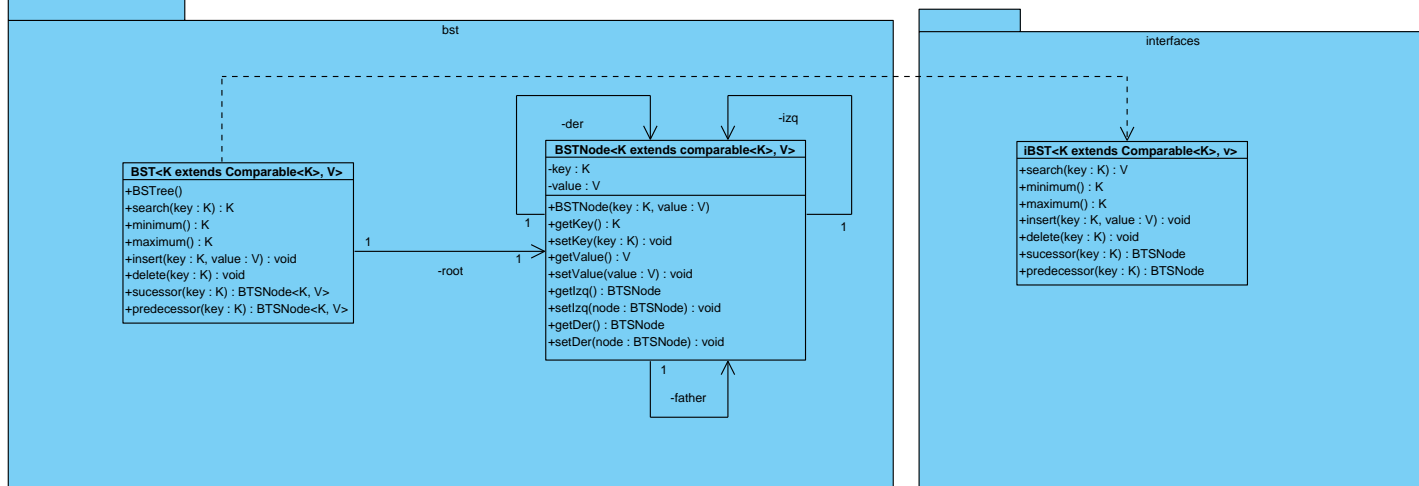 bst
interfaces
-der
-izq
BST<K extends Comparable<K>, V>
+BSTree()
+search(key : K) : K
+minimum() : K
+maximum() : K
+insert(key : K, value : V) : void
+delete(key : K) : void
+sucessor(key : K) : BTSNode<K, V>
+predecessor(key : K) : BTSNode<K, V>
1
-root
1
BSTNode<K extends comparable<K>, V>
-key : K
-value : V
+BSTNode(key : K, value : V)
+getKey() : K
+setKey(key : K) : void
+getValue() : V
+setValue(value : V) : void
+getIzq() : BTSNode
+setIzq(node : BTSNode) : void
+getDer() : BTSNode
+setDer(node : BTSNode) : void
1
1
1
-father
iBST<K extends Comparable<K>, v>
+search(key : K) : V
+minimum() : K
+maximum() : K
+insert(key : K, value : V) : void
+delete(key : K) : void
+sucessor(key : K) : BTSNode
+predecessor(key : K) : BTSNode